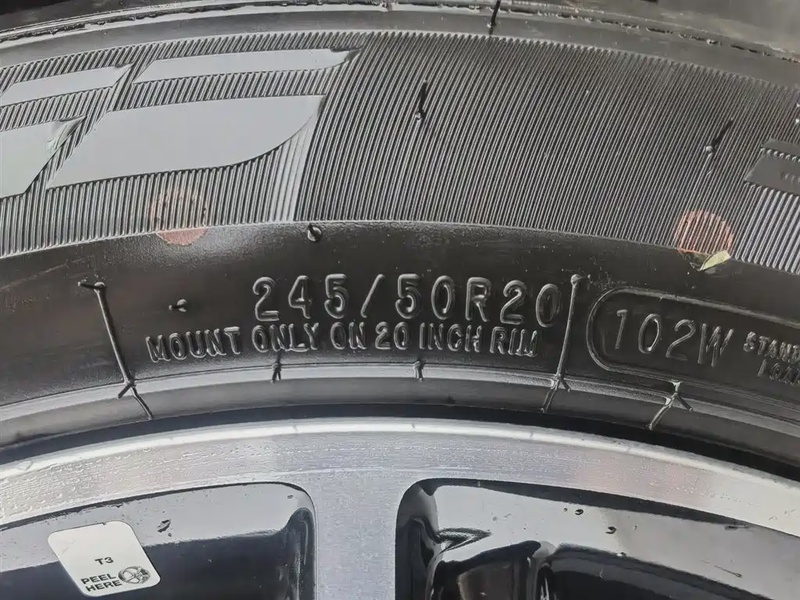 245/50R20
MOUNT ONLY ON 20 INCH RIM
102W
T3
PEEL
HERE